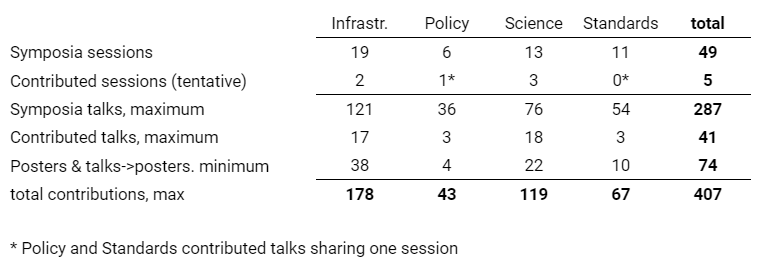 Infrastr. Policy Science Standards total
Symposia sessions 19 6 13 11 49
Contributed sessions (tentative) 2 1* 3 0* 5
Symposia talks, maximum 121 36 76 54 287
Contributed talks, maximum 17 3 18 3 41
Posters & talks->posters. minimum 38 4 22 10 74
total contributions, max 178 43 119 67 407
* Policy and Standards contributed talks sharing one session